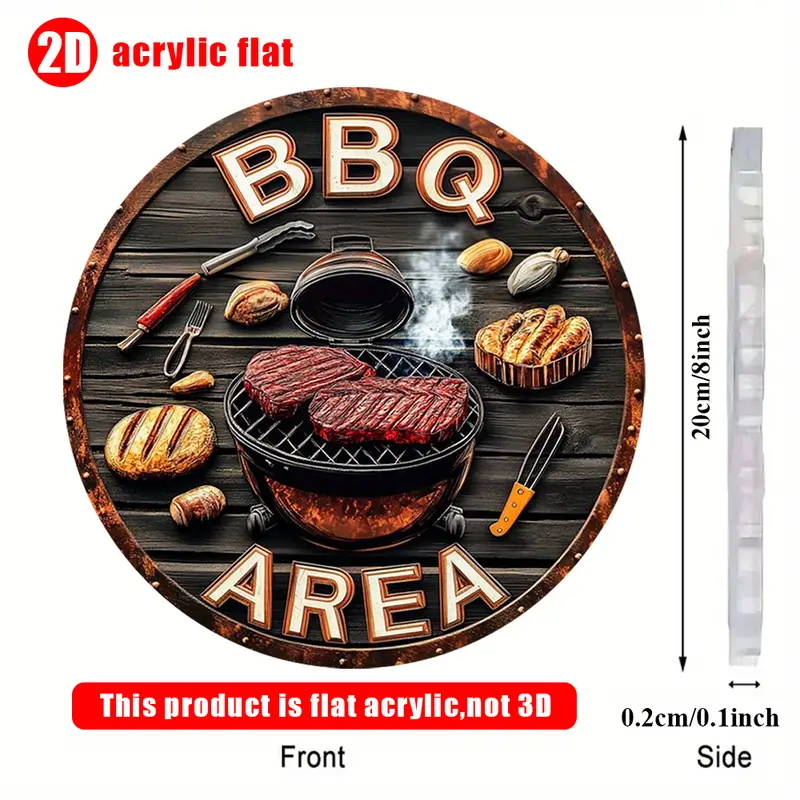 2D acrylic flat
BBQ
20cm/8inch
AREA
This product is flat acrylic,not 3D
0.2cm/0.1inch
Front
Side